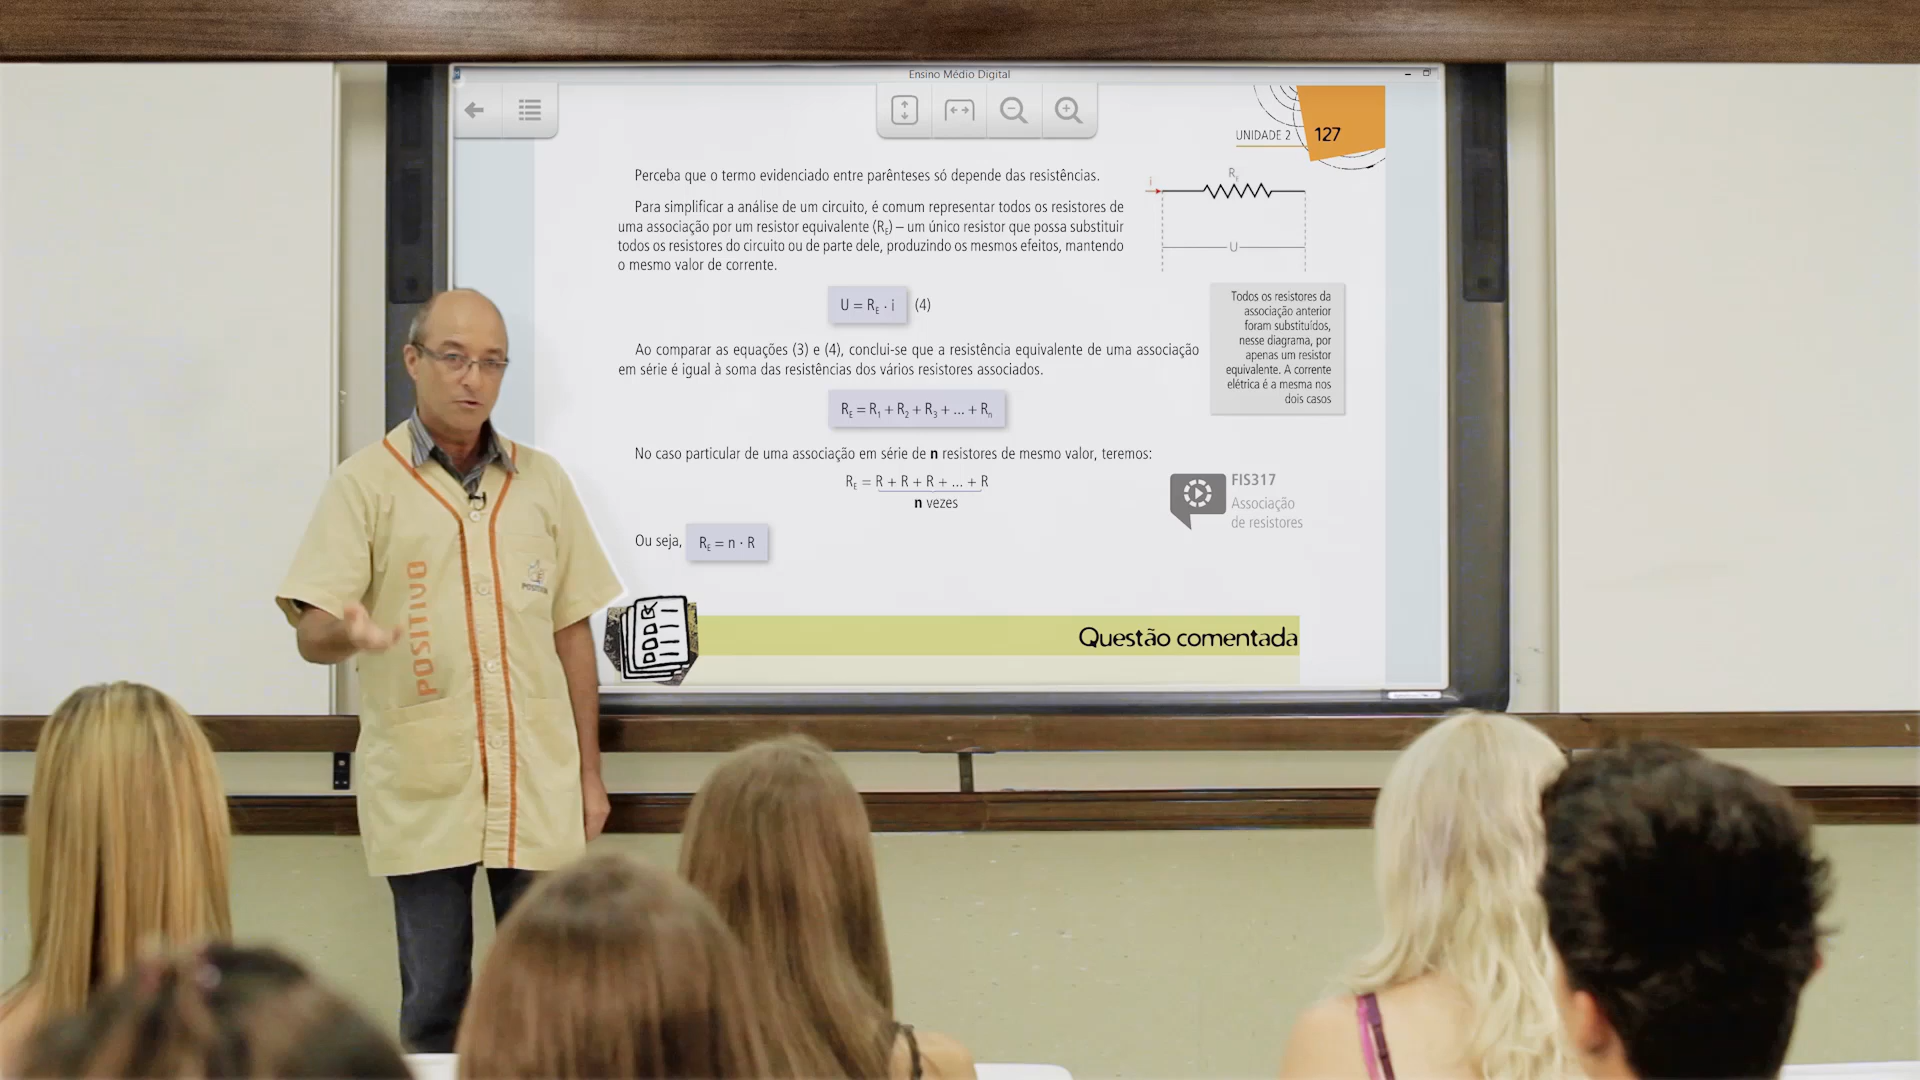 Ensino Médio Digital
UNIDADE 2
127
Perceba que o termo evidenciado entre parênteses só depende das resistências.
Para simplificar a análise de um circuito, é comum representar todos os resistores de
uma associação por um resistor equivalente (R_E) – um único resistor que possa substituir
todos os resistores do circuito ou de parte dele, produzindo os mesmos efeitos, mantendo
o mesmo valor de corrente.
i
R_E
U
U = R_E · i (4)
Todos os resistores da
associação anterior
foram substituídos,
nesse diagrama, por
apenas um resistor
equivalente. A corrente
elétrica é a mesma nos
dois casos
Ao comparar as equações (3) e (4), conclui-se que a resistência equivalente de uma associação
em série é igual à soma das resistências dos vários resistores associados.
R_E = R_1 + R_2 + R_3 + ... + R_n
No caso particular de uma associação em série de n resistores de mesmo valor, teremos:
R_E = R + R + R + ... + R
n vezes
FIS317
Associação
de resistores
Ou seja, R_E = n · R
Questão comentada
POSITIVO
POSITIVO